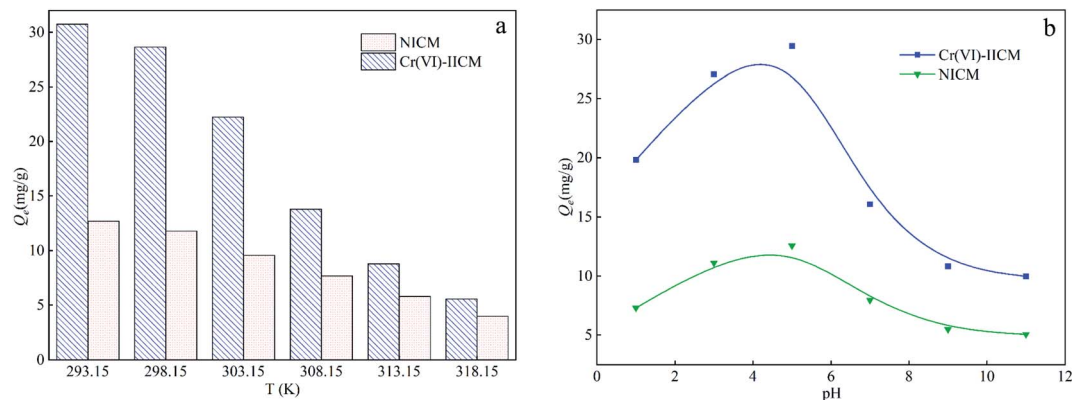 a
NICM
Cr(VI)-IICM
30
25
20
15
10
5
0
Qe(mg/g)
293.15 298.15 303.15 308.15 313.15 318.15
T (K)
b
Cr(VI)-IICM
NICM
30
25
20
15
10
5
Qe(mg/g)
0 2 4 6 8 10 12
pH